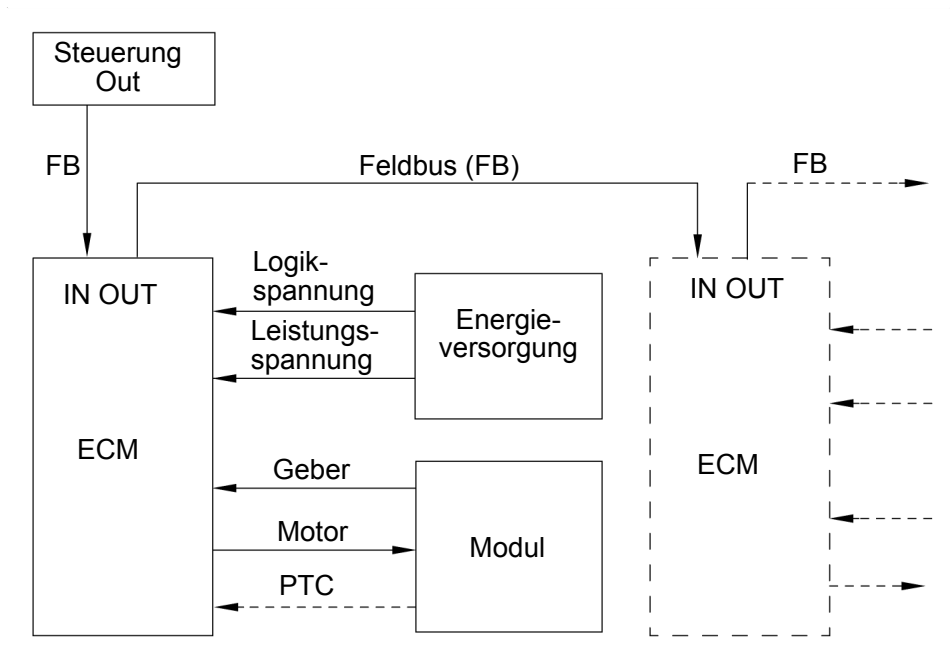 Steuerung
Out
FB
Feldbus (FB)
FB
IN OUT
Logik-
spannung
Leistungs-
spannung
Energie-
versorgung
IN OUT
ECM
Geber
Motor
PTC
Modul
ECM